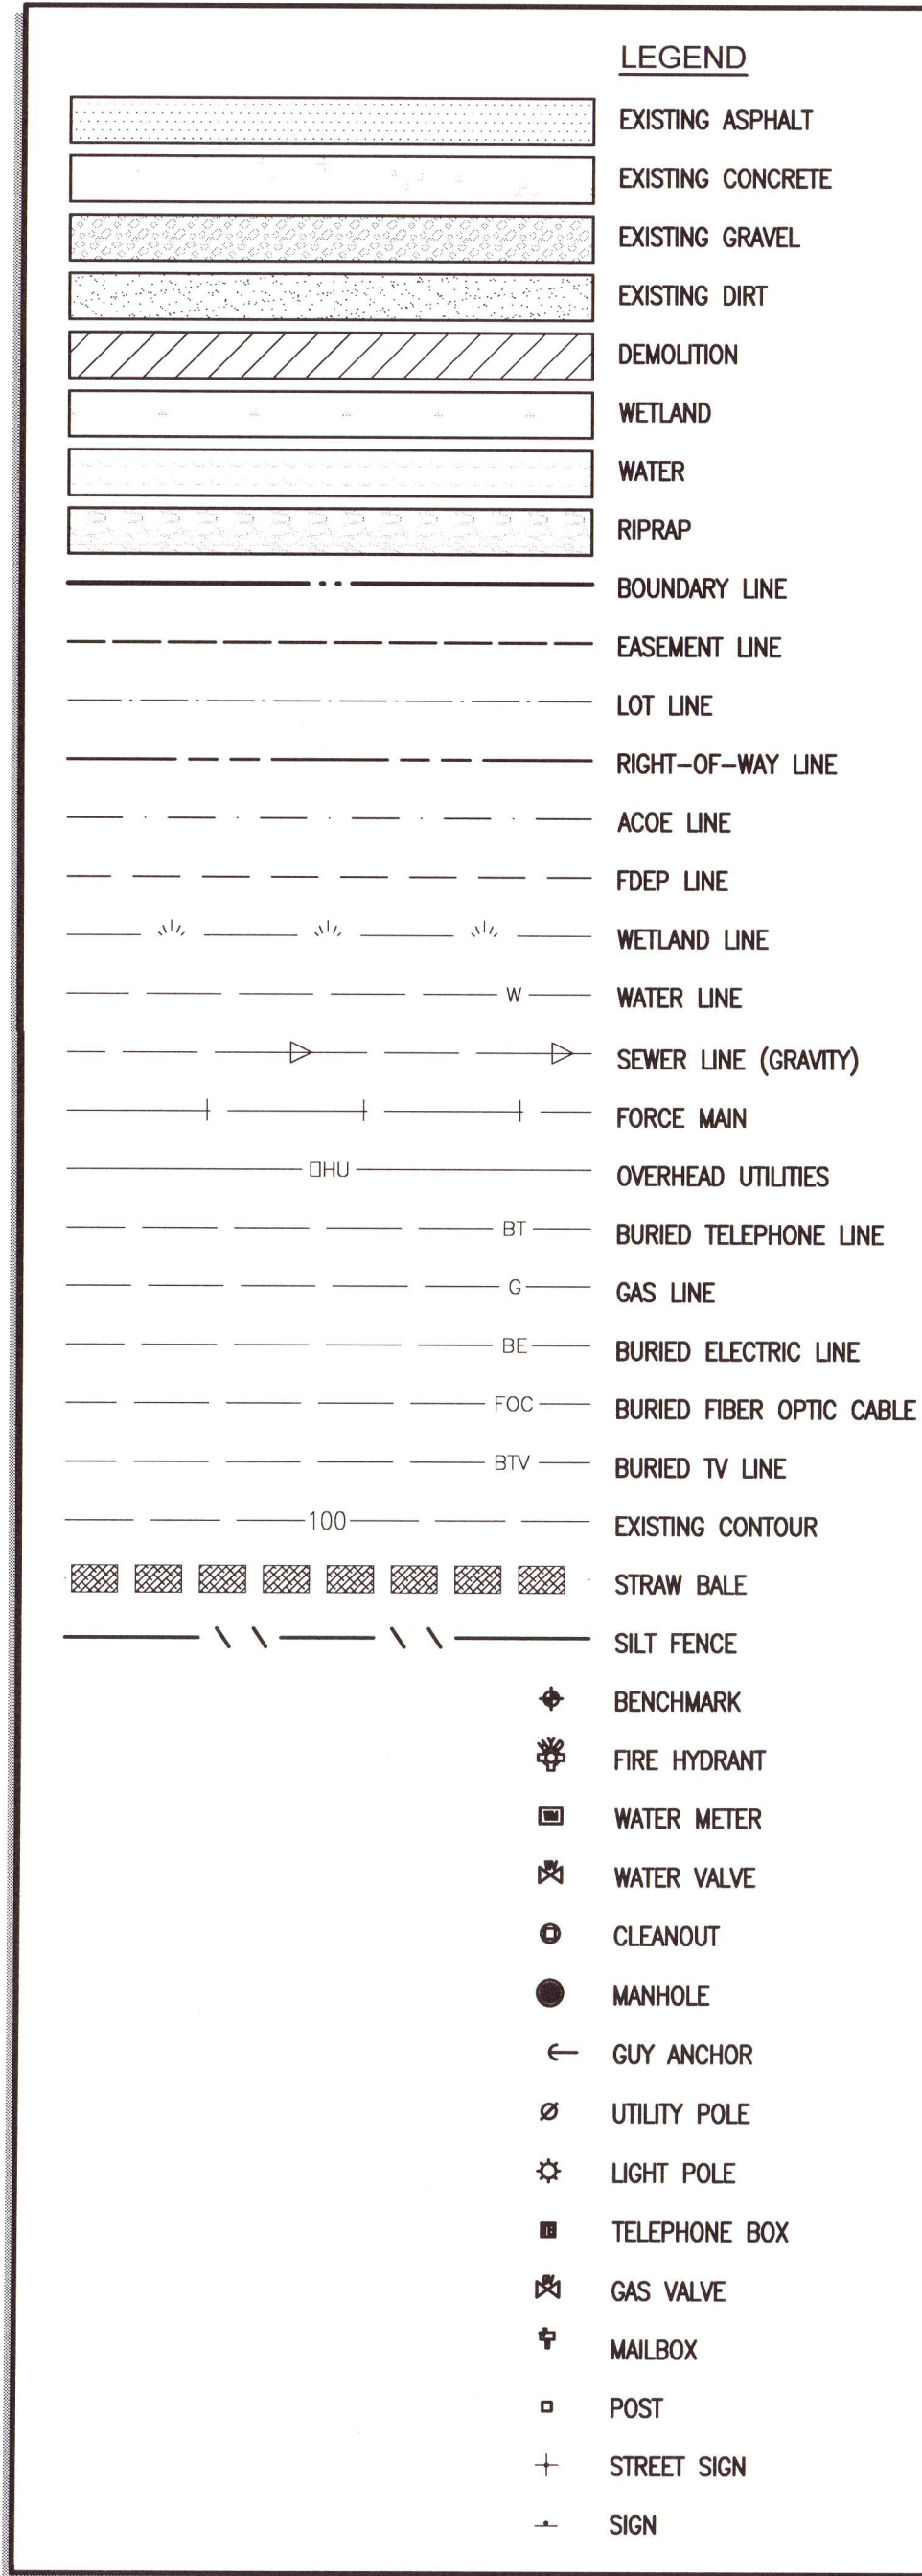 LEGEND
EXISTING ASPHALT
EXISTING CONCRETE
EXISTING GRAVEL
EXISTING DIRT
DEMOLITION
WETLAND
WATER
RIPRAP
BOUNDARY LINE
EASEMENT LINE
LOT LINE
RIGHT-OF-WAY LINE
ACOE LINE
FDEP LINE
WETLAND LINE
W WATER LINE
SEWER LINE (GRAVITY)
FORCE MAIN
OHU OVERHEAD UTILITIES
BT BURIED TELEPHONE LINE
G GAS LINE
BE BURIED ELECTRIC LINE
FOC BURIED FIBER OPTIC CABLE
BTV BURIED TV LINE
100 EXISTING CONTOUR
STRAW BALE
SILT FENCE
BENCHMARK
FIRE HYDRANT
WM WATER METER
WATER VALVE
CLEANOUT
MANHOLE
GUY ANCHOR
UTILITY POLE
LIGHT POLE
TELEPHONE BOX
GAS VALVE
MAILBOX
POST
STREET SIGN
SIGN